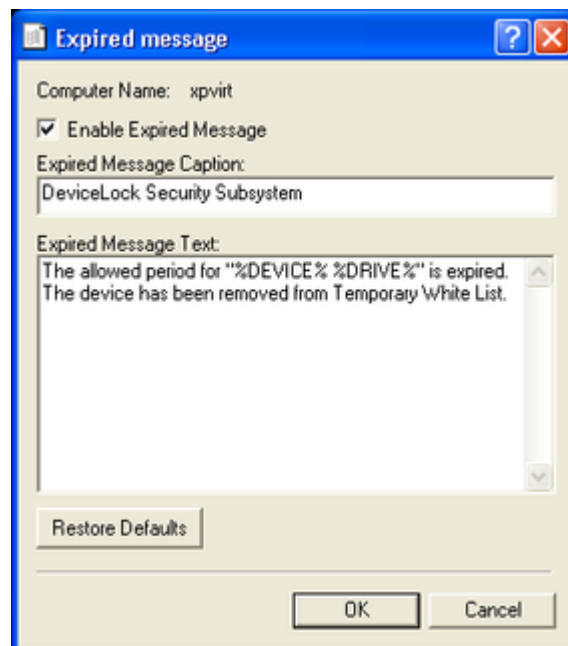 Expired message
Computer Name: xpvirt
Enable Expired Message
Expired Message Caption:
DeviceLock Security Subsystem
Expired Message Text:
The allowed period for "%DEVICE% %DRIVE%" is expired.
The device has been removed from Temporary White List.
Restore Defaults
OK Cancel